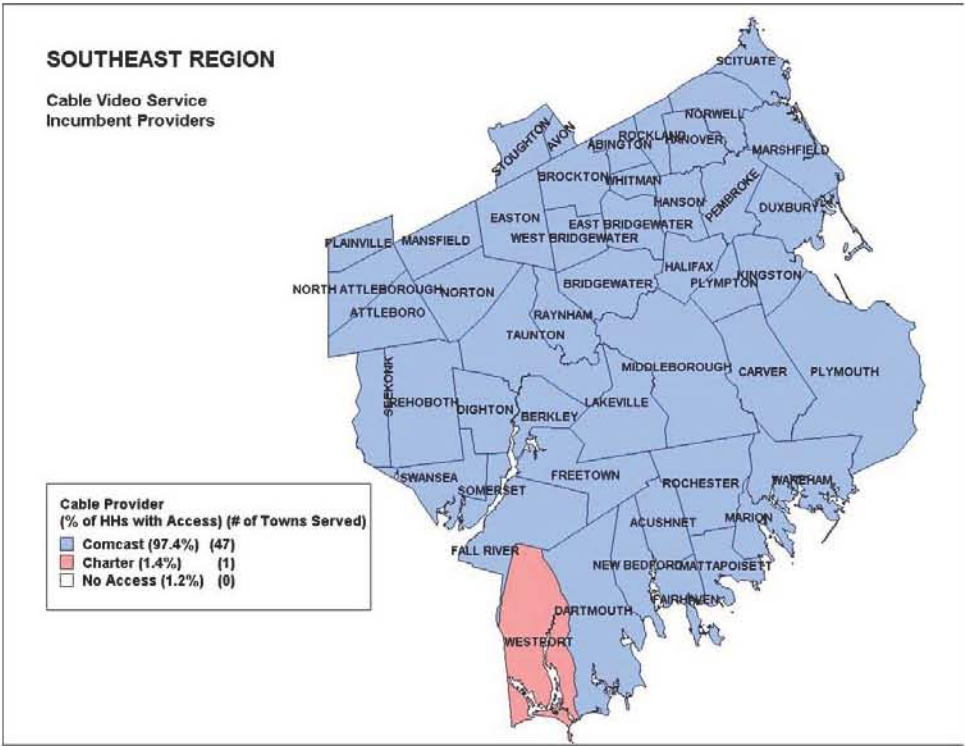 SOUTHEAST REGION
Cable Video Service
Incumbent Providers
SCITUATE
NORWELL
ROCKLAND
HANOVER
ABINGTON
AVON
STOUGHTON
MARSHFIELD
BROCKTON
WHITMAN
PEMBROKE
HANSON
DUXBURY
EASTON
EAST BRIDGEWATER
WEST BRIDGEWATER
PLAINVILLE
MANSFIELD
HALIFAX
KINGSTON
PLYMPTON
BRIDGEWATER
NORTH ATTLEBOROUGH
NORTON
ATTLEBORO
RAYNHAM
TAUNTON
MIDDLEBOROUGH
CARVER
PLYMOUTH
SEEKONK
REHOBOTH
DIGHTON
BERKLEY
LAKEVILLE
SWANSEA
SOMERSET
FREETOWN
ROCHESTER
WAREHAM
ACUSHNET
MARION
FALL RIVER
NEW BEDFORD
MATTAPOISETT
FAIRHAVEN
DARTMOUTH
WESTPORT
Cable Provider
(% of HHs with Access) (# of Towns Served)
Comcast (97.4%) (47)
Charter (1.4%) (1)
No Access (1.2%) (0)